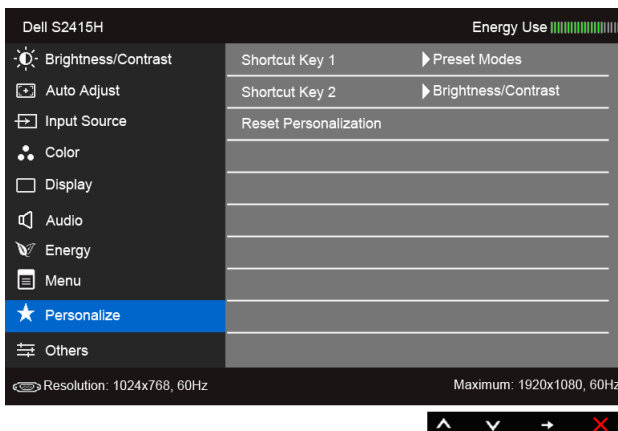 Dell S2415H Energy Use
Brightness/Contrast Shortcut Key 1 Preset Modes
Auto Adjust Shortcut Key 2 Brightness/Contrast
Input Source Reset Personalization
Color
Display
Audio
Energy
Menu
Personalize
Others
Resolution: 1024x768, 60Hz Maximum: 1920x1080, 60Hz